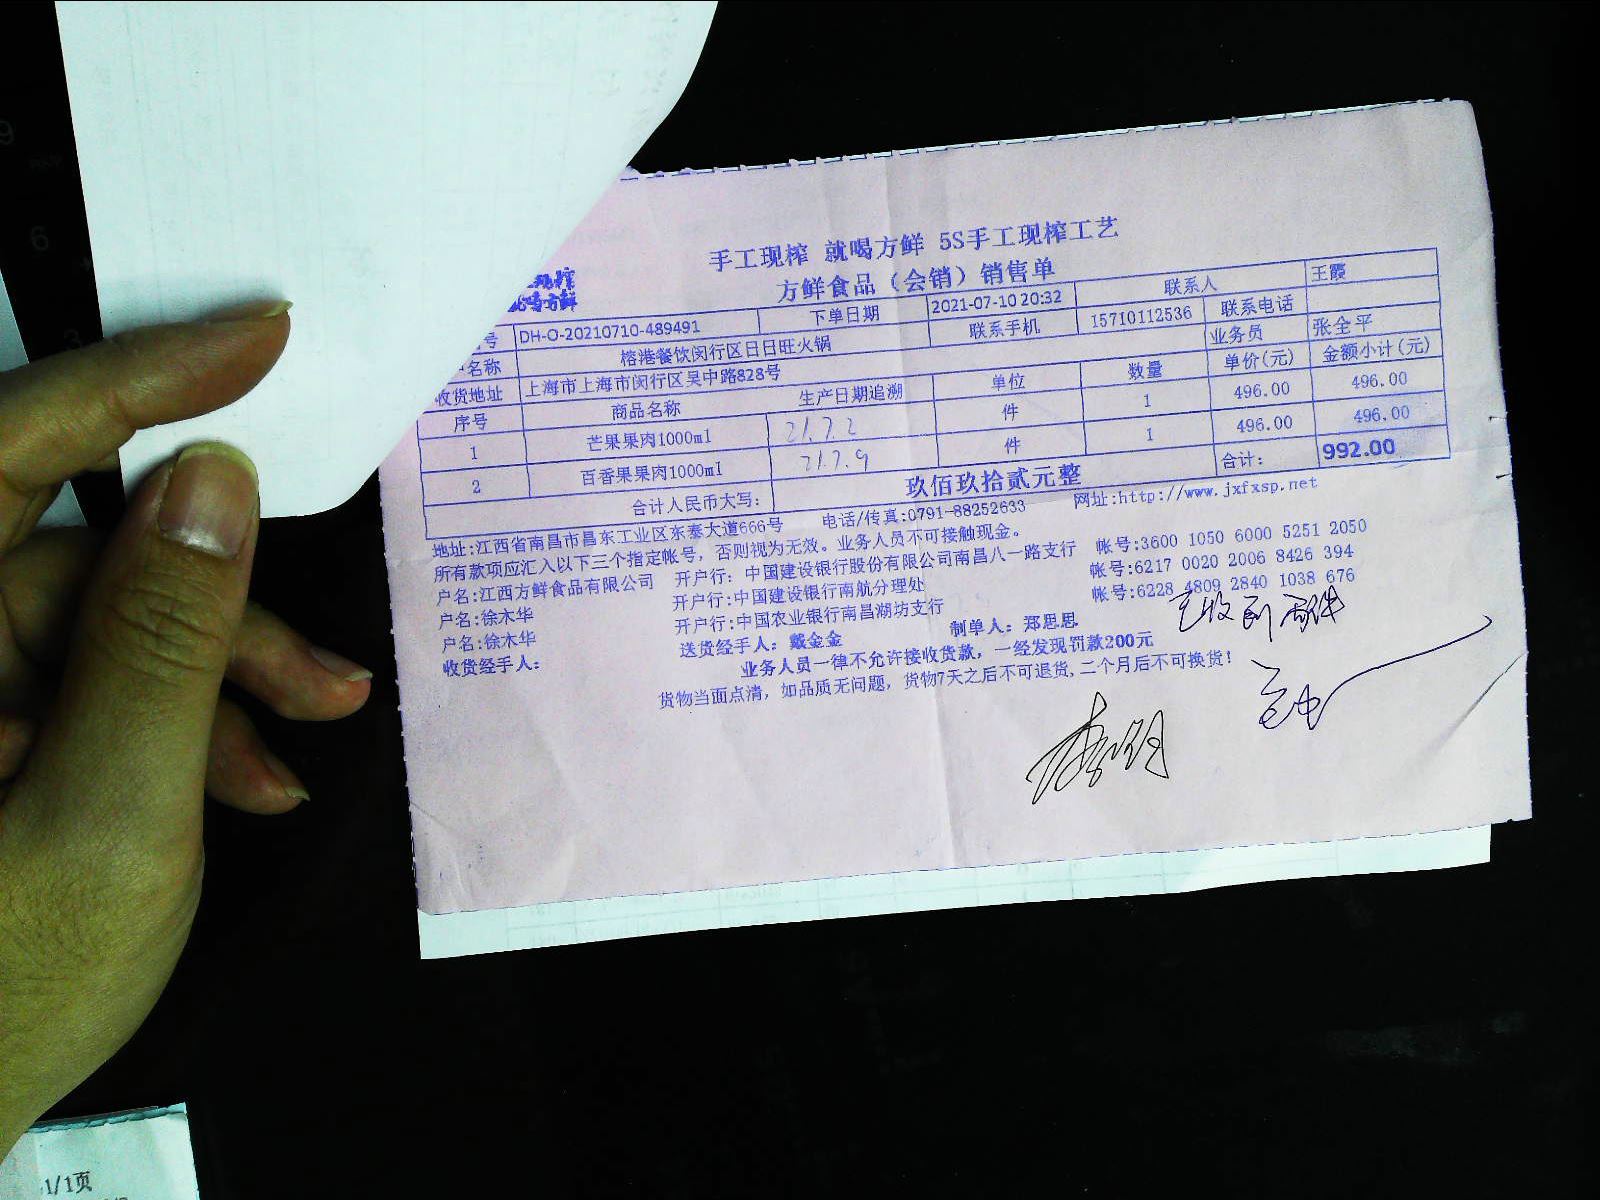 手工现榨 就喝方鲜 5S手工现榨工艺
方鲜食品（会销）销售单
号 DH-O-20210710-489491 下单日期 2021-07-10 20:32 联系人 王霞
名称 榕港餐饮闵行区日日旺火锅 联系手机 15710112536 联系电话
收货地址 上海市上海市闵行区吴中路828号 业务员 张全平
序号 商品名称 生产日期追溯 单位 数量 单价(元) 金额小计(元)
1 芒果果肉1000ml 21.7.2 件 1 496.00 496.00
2 百香果果肉1000ml 21.7.9 件 1 496.00 496.00
合计人民币大写: 玖佰玖拾贰元整 合计: 992.00
地址:江西省南昌市昌东工业区东泰大道666号 电话/传真:0791-88252633 网址:http://www.jxfxsp.net
所有款项应汇入以下三个指定帐号，否则视为无效。业务人员不可接触现金。
户名:江西方鲜食品有限公司 开户行: 中国建设银行股份有限公司南昌八一路支行 帐号:3600 1050 6000 5251 2050
户名:徐木华 开户行:中国建设银行南航分理处 帐号:6217 0020 2006 8426 394
户名:徐木华 开户行:中国农业银行南昌湖坊支行 帐号:6228 4809 2840 1038 676
收货经手人: 送货经手人: 戴金金 制单人: 郑思思
业务人员一律不允许接收货款，一经发现罚款200元
货物当面点清，如品质无问题，货物7天之后不可退货,二个月后不可换货!
1/1页